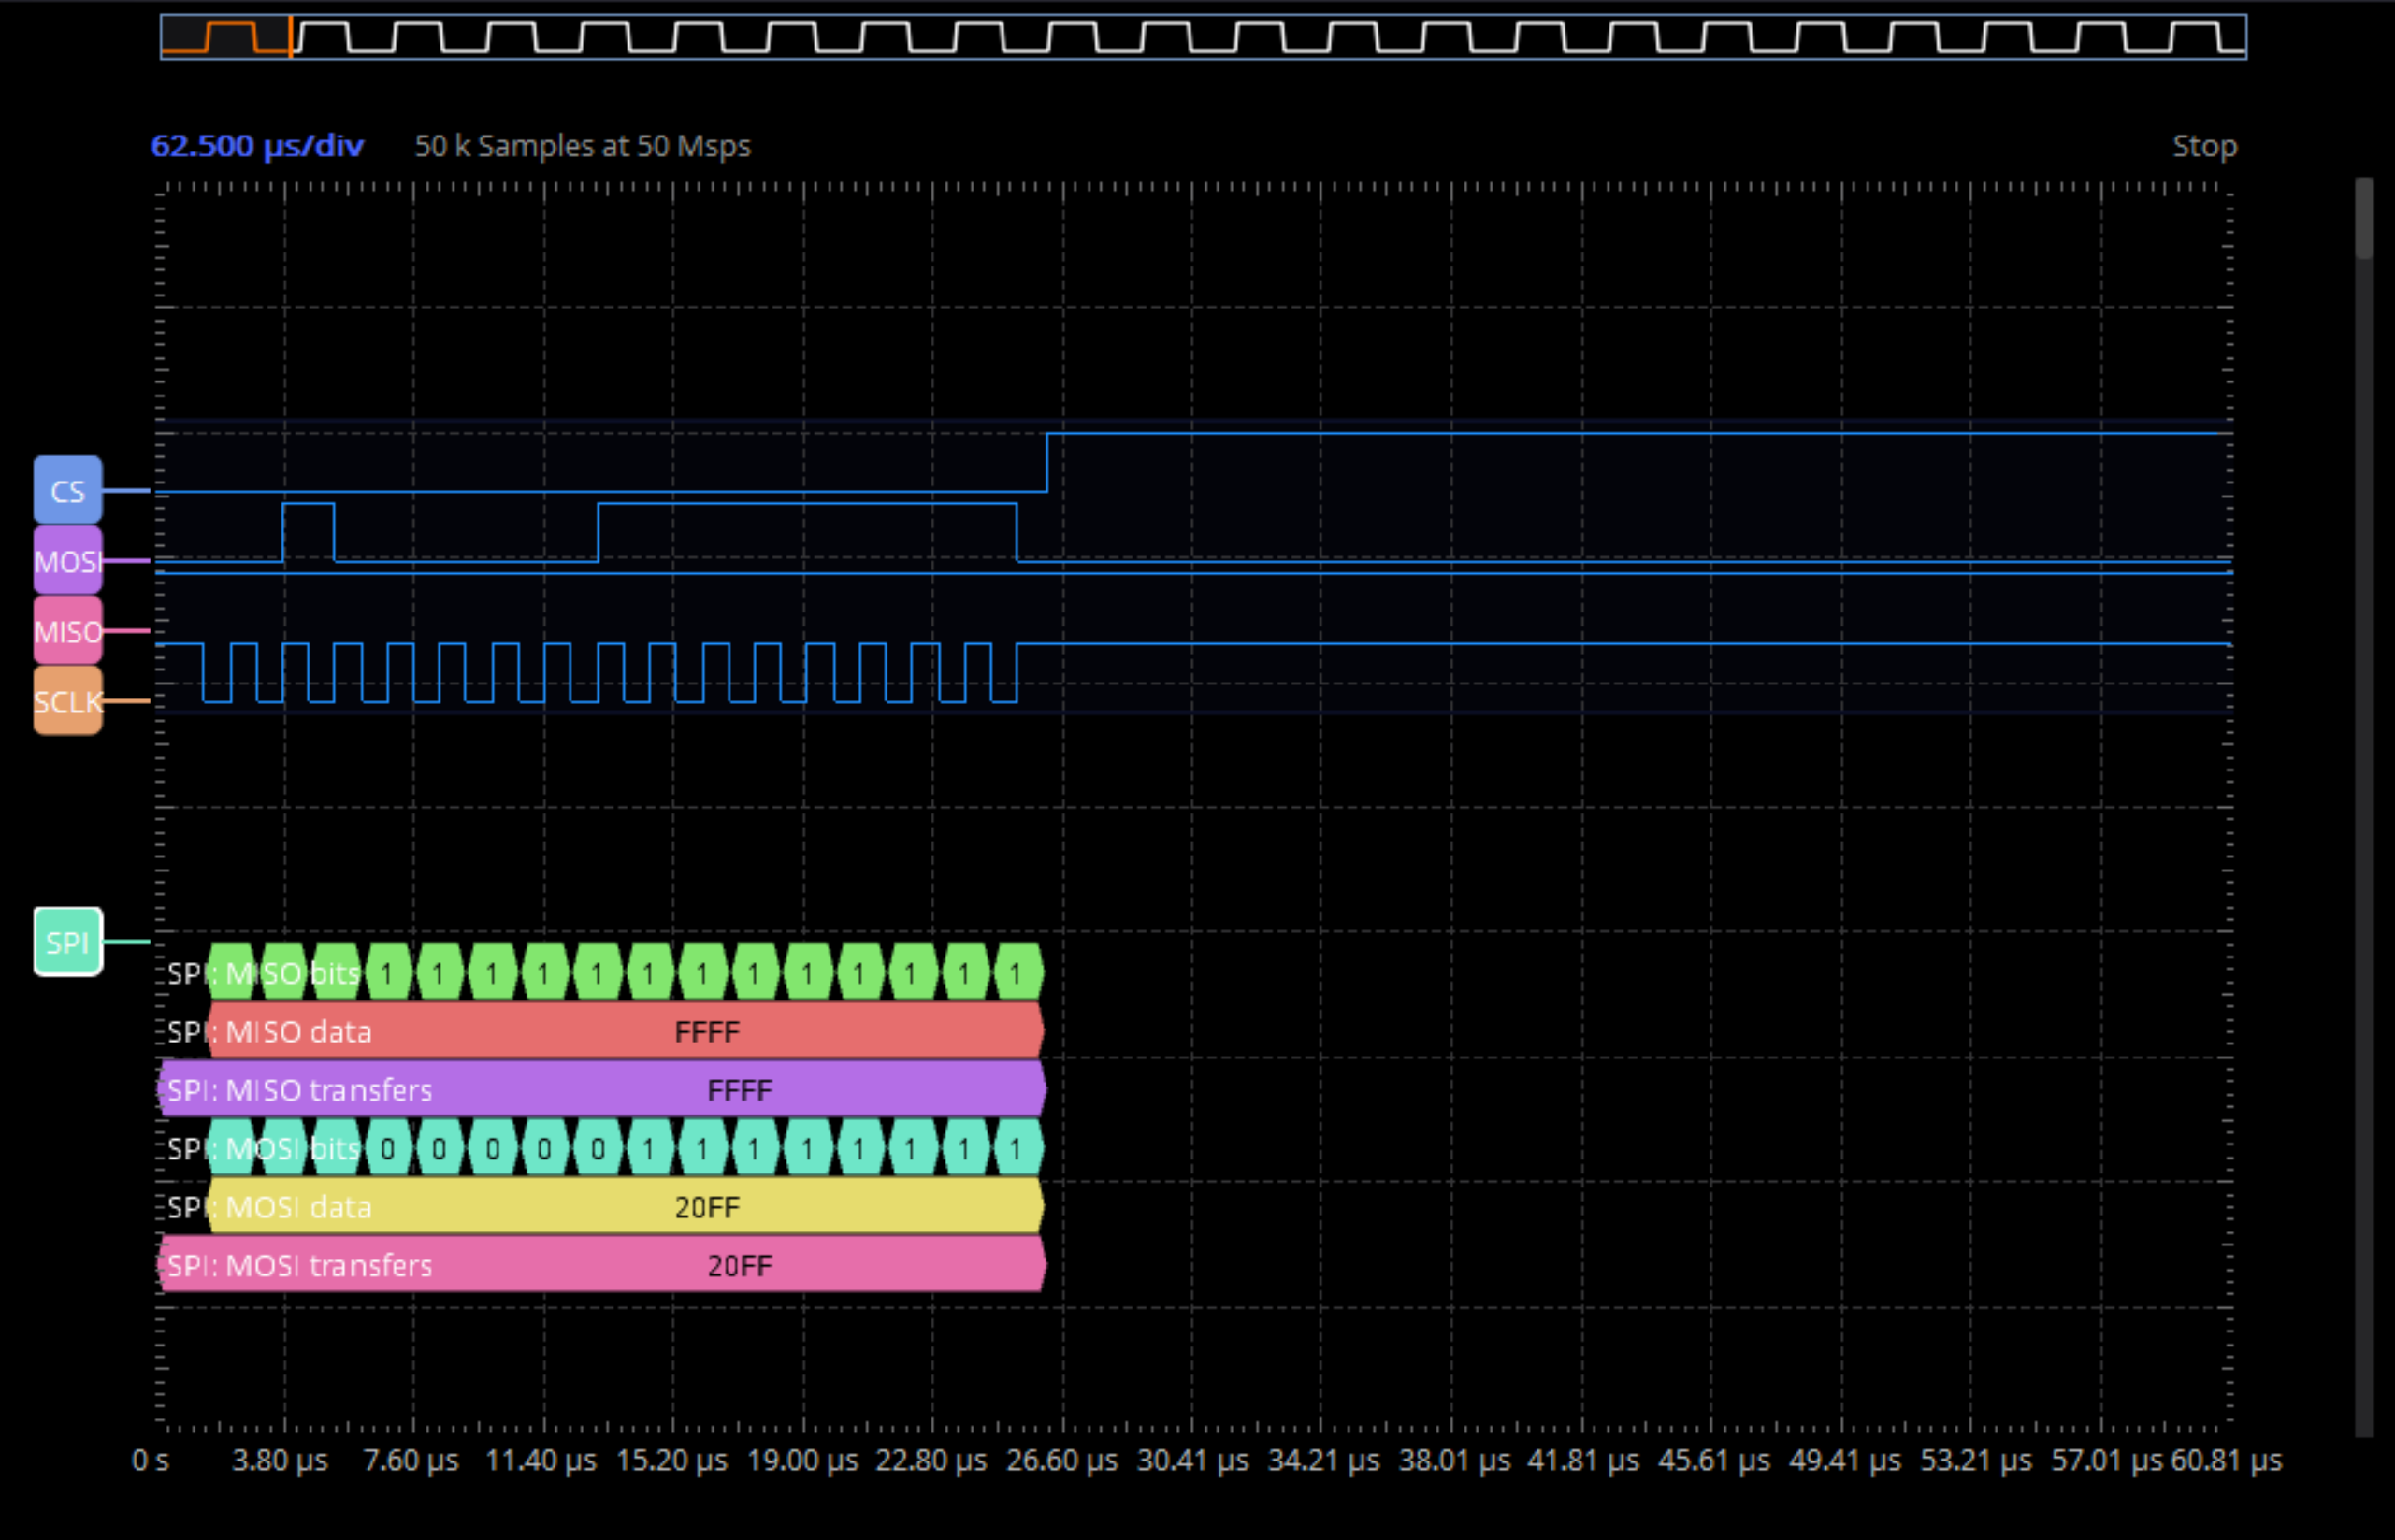 62.500 µs/div 50 k Samples at 50 Msps Stop
CS
MOSI
MISO
SCLK
SPI
SPI: MISO bits 1 1 1 1 1 1 1 1 1 1 1 1 1
SPI: MISO data FFFF
SPI: MISO transfers FFFF
SPI: MOSI bits 0 0 0 0 0 1 1 1 1 1 1 1 1
SPI: MOSI data 20FF
SPI: MOSI transfers 20FF
0 s 3.80 µs 7.60 µs 11.40 µs 15.20 µs 19.00 µs 22.80 µs 26.60 µs 30.41 µs 34.21 µs 38.01 µs 41.81 µs 45.61 µs 49.41 µs 53.21 µs 57.01 µs 60.81 µs